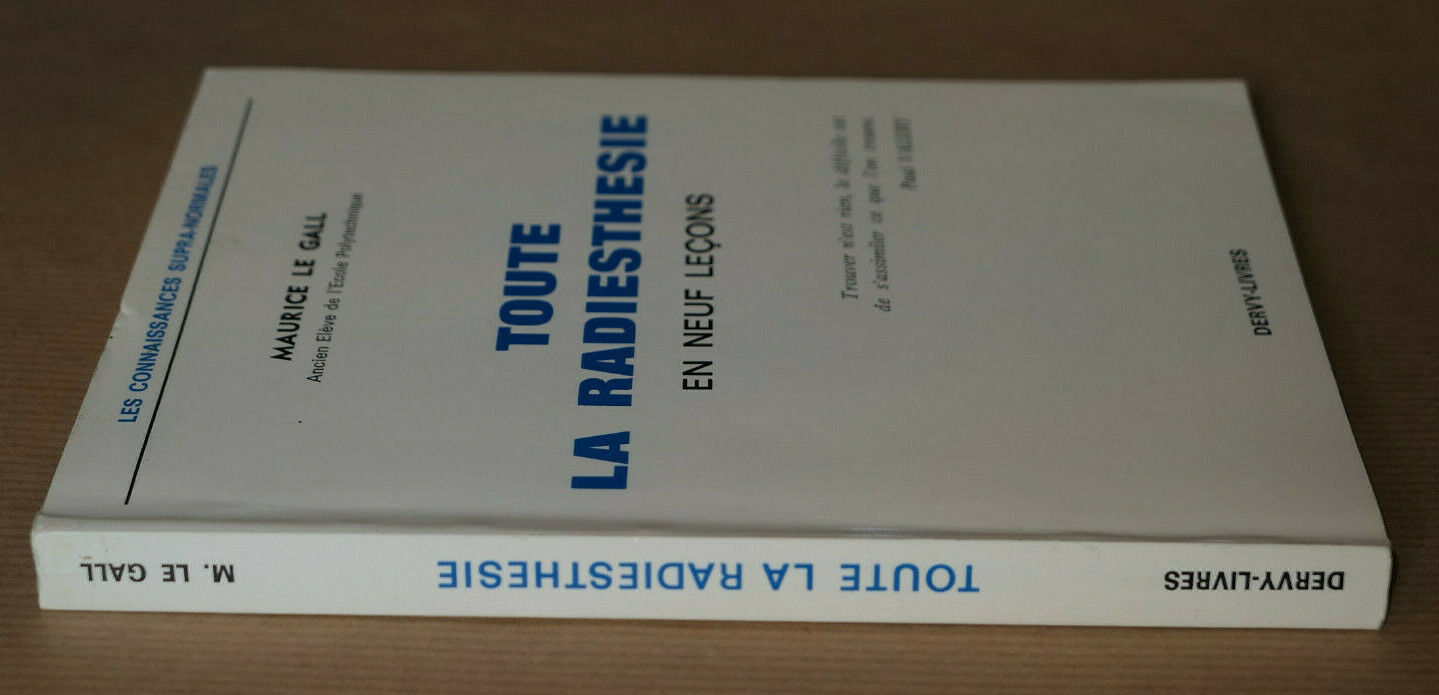 LES CONNAISSANCES SUPRA-NORMALES
MAURICE LE GALL
Ancien Elève de l'Ecole Polytechnique
TOUTE
LA RADIESTHESIE
EN NEUF LEÇONS
Trouver n'est rien, le difficile est
de s'assimiler ce que l'on trouve.
Paul VALERY
DERVY-LIVRES
M. LE GALL
TOUTE LA RADIESTHESIE
DERVY-LIVRES